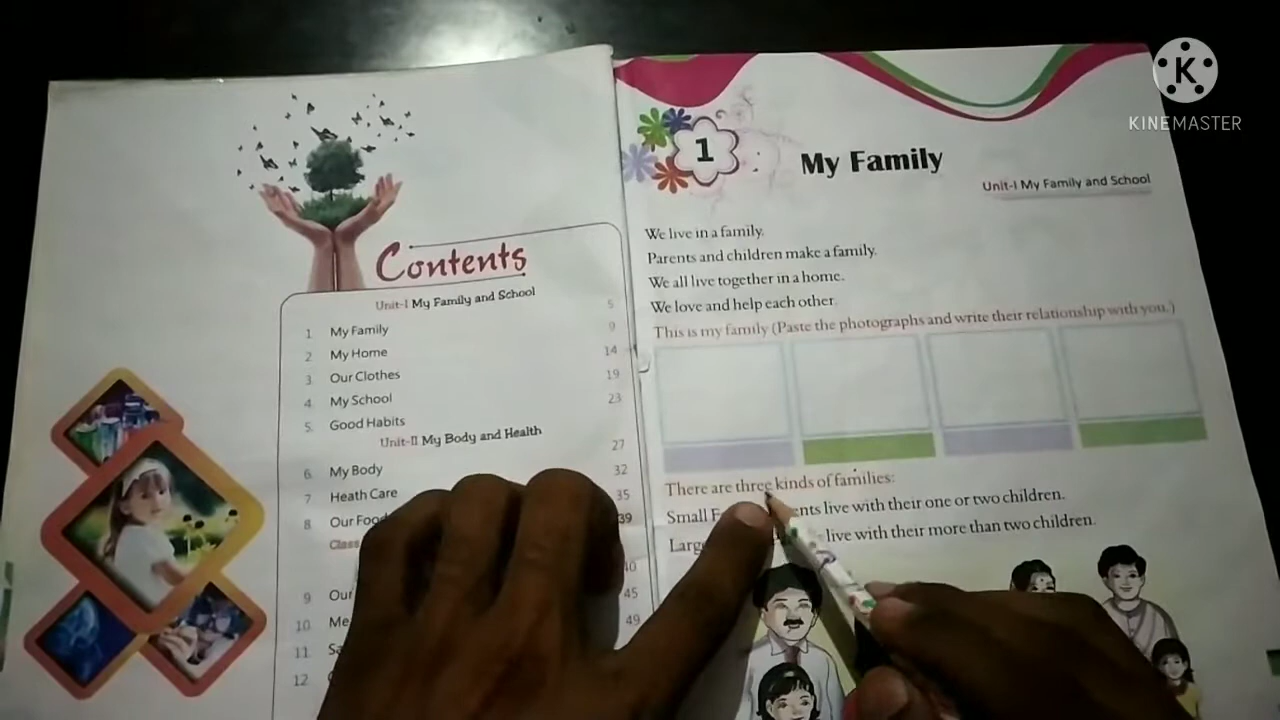 KINEMASTER
Contents
Unit-I My Family and School
1 My Family 5
2 My Home 9
3. Our Clothes 14
4. My School 19
5. Good Habits 23
Unit-II My Body and Health
6. My Body 27
7 Heath Care 32
8 Our Food 35
Class 39
40
9 Our 45
10. Me 49
11. Sa
12
1
My Family
Unit-I My Family and School
We live in a family.
Parents and children make a family.
We all live together in a home.
We love and help each other.
This is my family (Paste the photographs and write their relationship with you.)
There are three kinds of families:
Small live with their one or two children.
live with their more than two children.